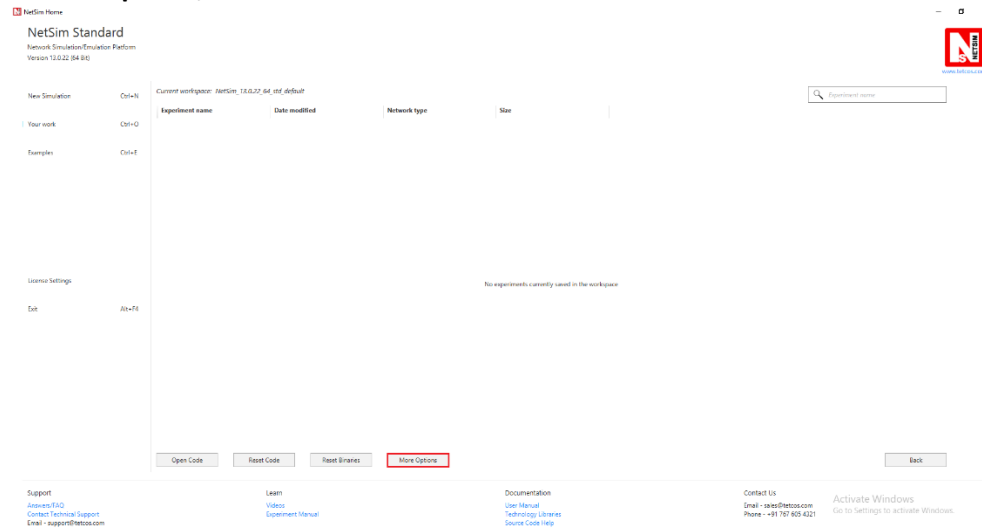 NetSim Home
NetSim Standard
Network Simulation/Emulation Platform
Version 13.0.22 (64 Bit)
NETSIM
www.tetcos.com
New Simulation Ctrl+N
Your work Ctrl+O
Examples Ctrl+E
License Settings
Exit Alt+F4
Current workspace: NetSim_13.0.22_64_std_default
Experiment name
Experiment name Date modified Network type Size
No experiments currently saved in the workspace
Open Code Reset Code Reset Binaries More Options Back
Support
Answers/FAQ
Contact Technical Support
Email - support@tetcos.com
Learn
Videos
Experiment Manual
Documentation
User Manual
Technology Libraries
Source Code Help
Contact Us
Email - sales@tetcos.com
Phone - +91 767 605 4321
Activate Windows
Go to Settings to activate Windows.